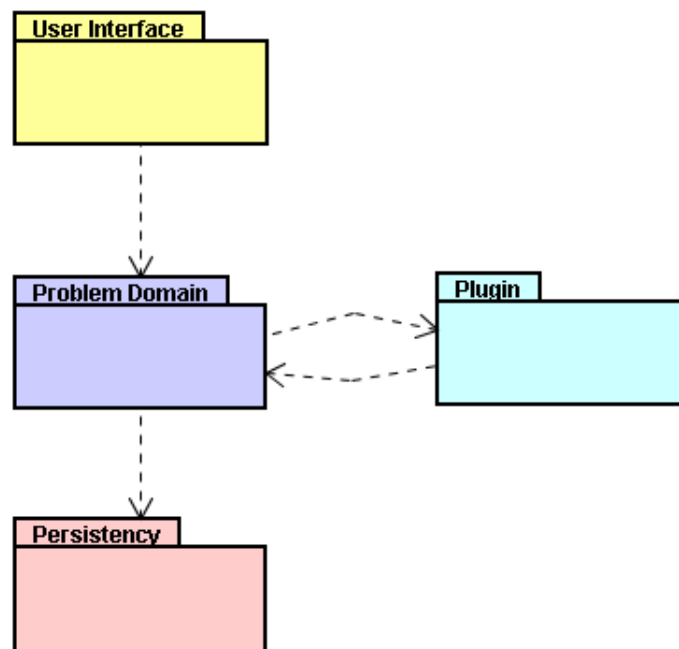 User Interface
Problem Domain
Plugin
Persistency